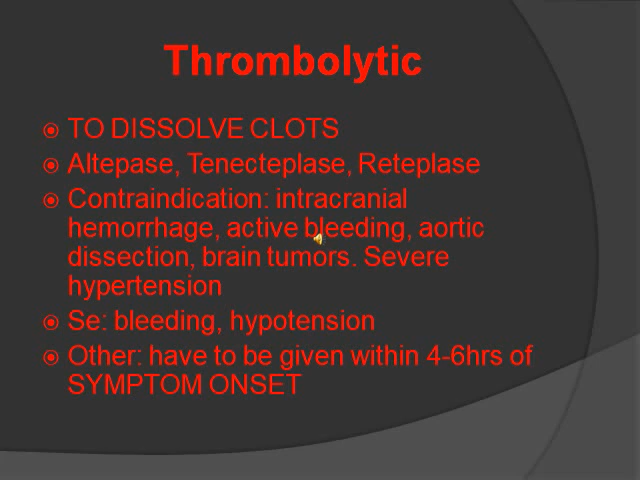 Thrombolytic
TO DISSOLVE CLOTS
Altepase, Tenecteplase, Reteplase
Contraindication: intracranial
hemorrhage, active bleeding, aortic
dissection, brain tumors. Severe
hypertension
Se: bleeding, hypotension
Other: have to be given within 4-6hrs of
SYMPTOM ONSET